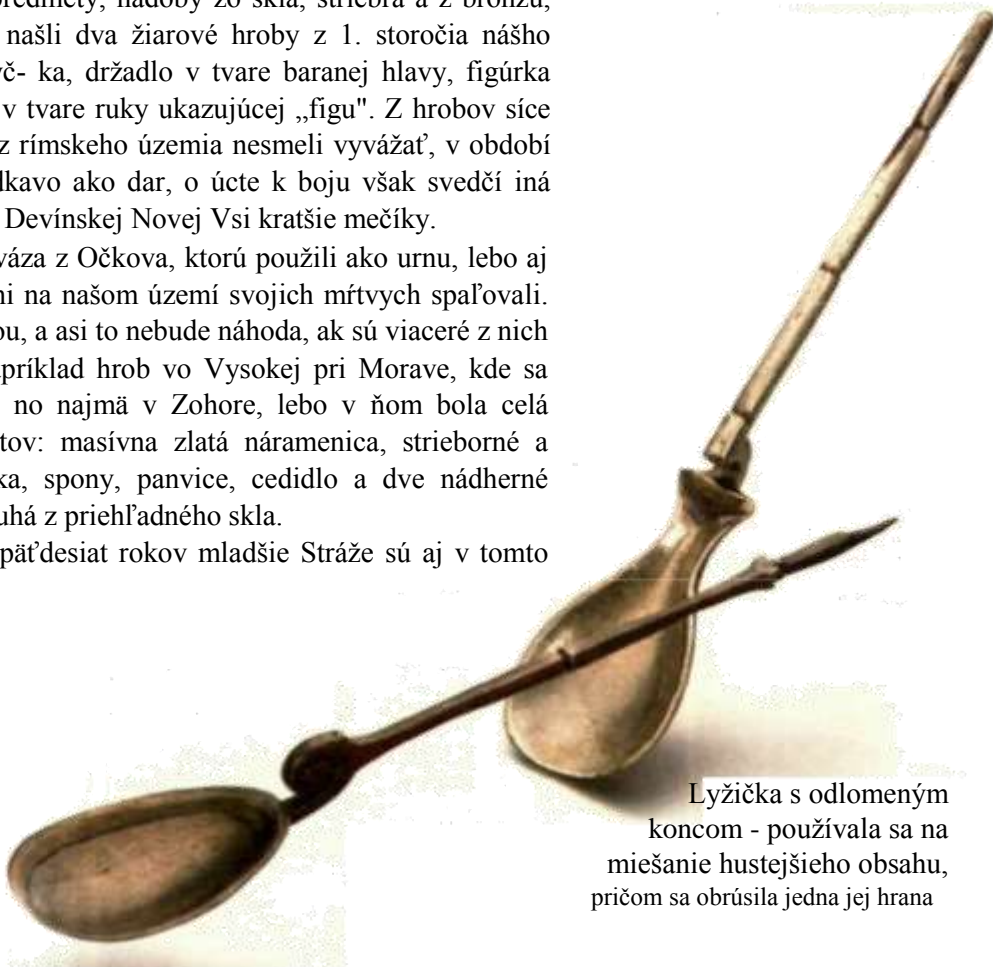 predmety, nádoby zo skla, striebra a z bronzu,
našli dva žiarové hroby z 1. storočia nášho
č- ka, držadlo v tvare baranej hlavy, figúrka
v tvare ruky ukazujúcej „figu". Z hrobov síce
z rímskeho územia nesmeli vyvážať, v období
dkavo ako dar, o úcte k boju však svedčí iná
Devínskej Novej Vsi kratšie mečíky.
váza z Očkova, ktorú použili ako urnu, lebo aj
ni na našom území svojich mŕtvych spaľovali.
ou, a asi to nebude náhoda, ak sú viaceré z nich
apríklad hrob vo Vysokej pri Morave, kde sa
no najmä v Zohore, lebo v ňom bola celá
tov: masívna zlatá náramenica, strieborné a
ka, spony, panvice, cedidlo a dve nádherné
uhá z priehľadného skla.
päťdesiat rokov mladšie Stráže sú aj v tomto
Lyžička s odlomeným
koncom - používala sa na
miešanie hustejšieho obsahu,
pričom sa obrúsila jedna jej hrana